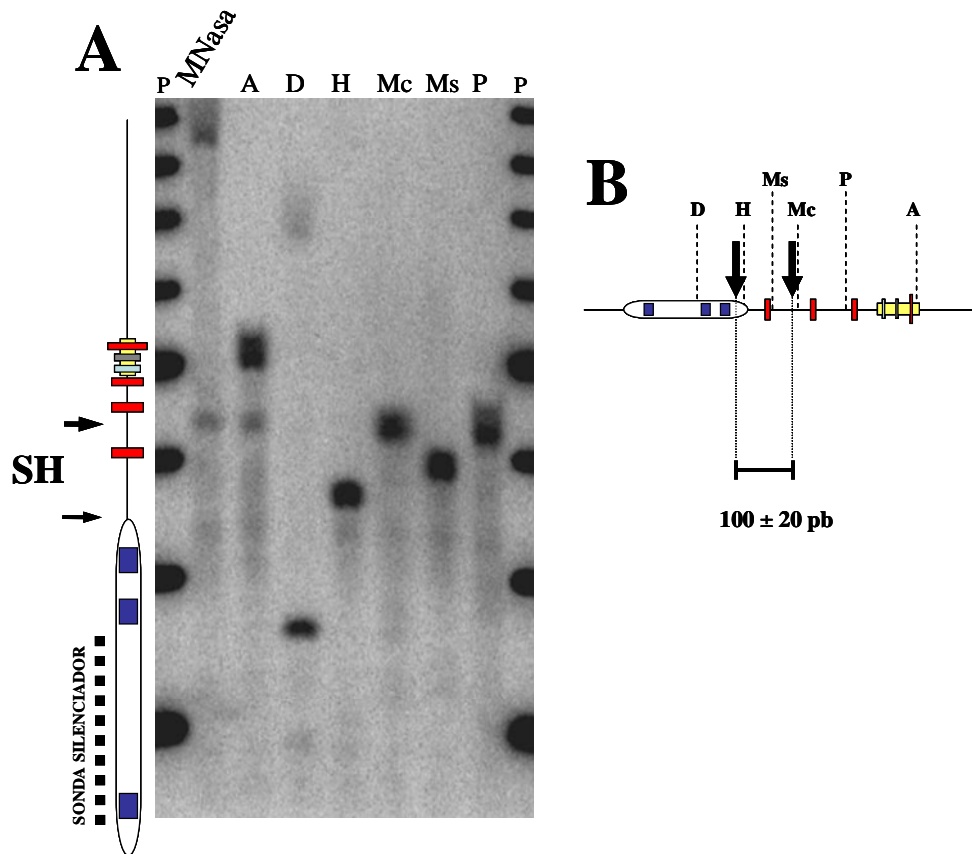 A
P MNasa A D H Mc Ms P P
SH
SONDA SILENCIADOR
B
Ms P
D H Mc A
100 ± 20 pb